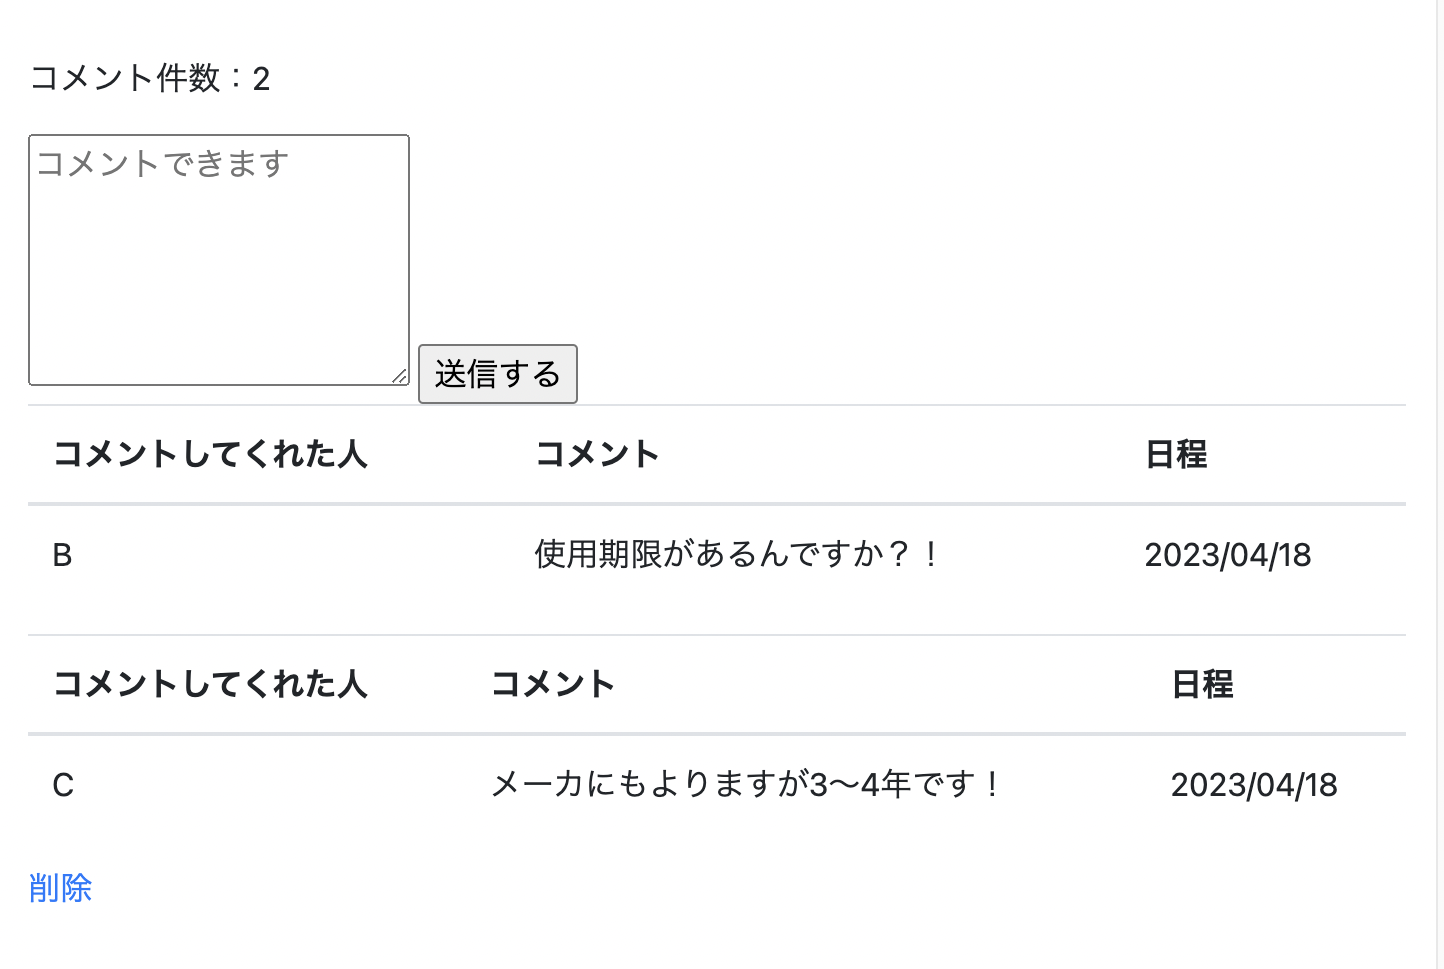 コメント件数：2
コメントできます
送信する
コメントしてくれた人 コメント 日程
B 使用期限があるんですか？！ 2023/04/18
コメントしてくれた人 コメント 日程
C メーカにもよりますが3〜4年です！ 2023/04/18
削除